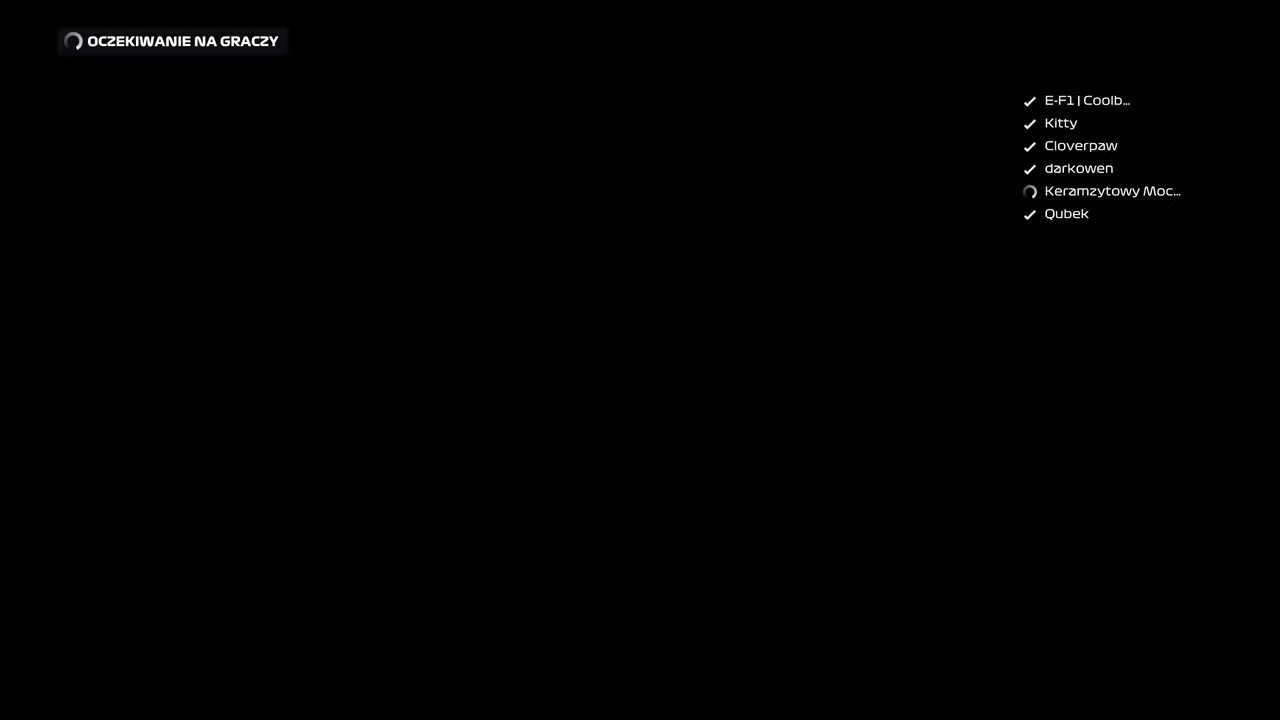 OCZEKIWANIE NA GRACZY
E-F1 | Coolb...
Kitty
Cloverpaw
darkowen
Keramzytowy Moc...
Qubek